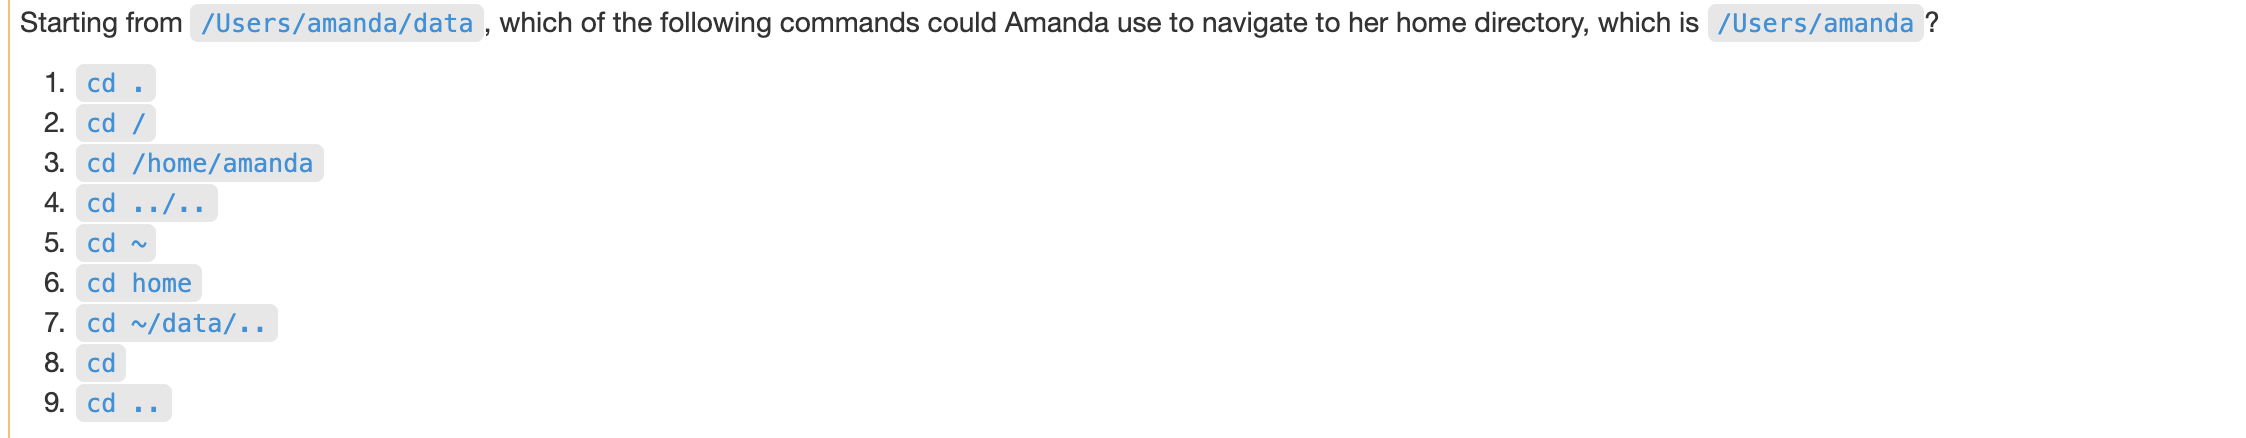 Starting from /Users/amanda/data, which of the following commands could Amanda use to navigate to her home directory, which is /Users/amanda?
1. cd .
2. cd /
3. cd /home/amanda
4. cd ../..
5. cd ~
6. cd home
7. cd ~/data/..
8. cd
9. cd ..